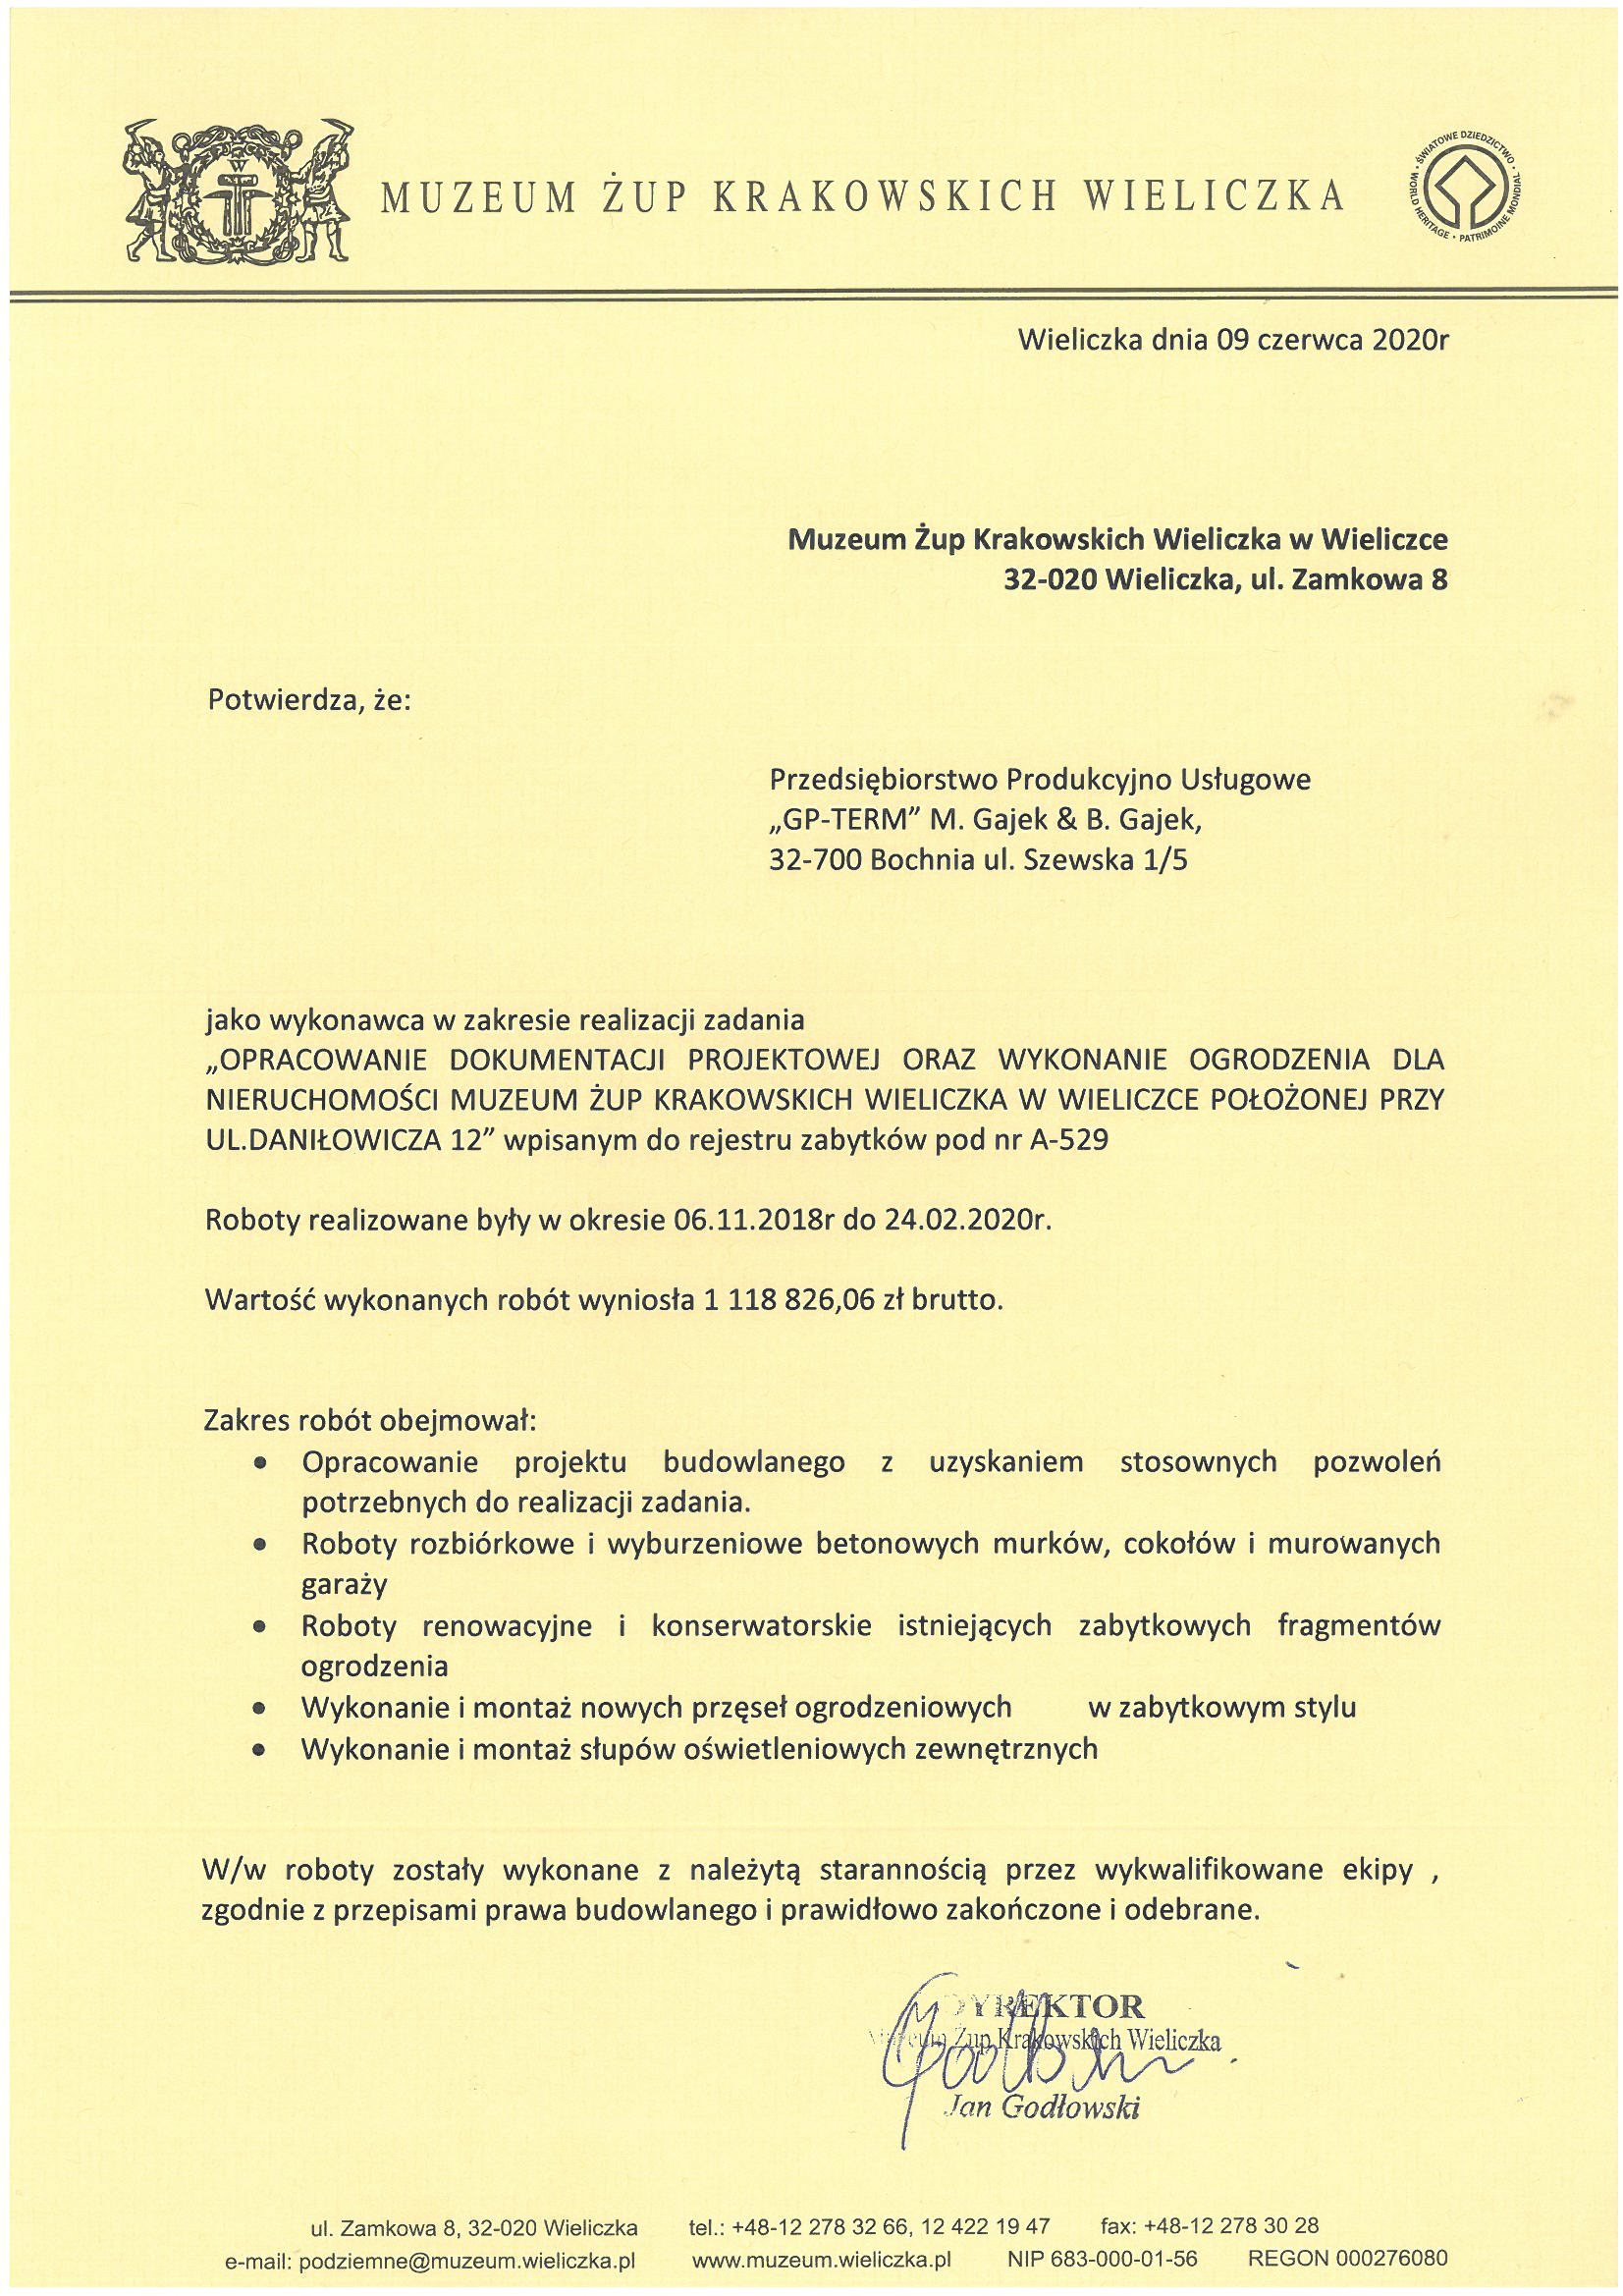 MUZEUM ŻUP KRAKOWSKICH WIELICZKA
ŚWIATOWE DZIEDZICTWO • WORLD HERITAGE • PATRIMOINE MONDIAL •
Wieliczka dnia 09 czerwca 2020r
Muzeum Żup Krakowskich Wieliczka w Wieliczce
32-020 Wieliczka, ul. Zamkowa 8
Potwierdza, że:
Przedsiębiorstwo Produkcyjno Usługowe
„GP-TERM” M. Gajek & B. Gajek,
32-700 Bochnia ul. Szewska 1/5
jako wykonawca w zakresie realizacji zadania
„OPRACOWANIE DOKUMENTACJI PROJEKTOWEJ ORAZ WYKONANIE OGRODZENIA DLA
NIERUCHOMOŚCI MUZEUM ŻUP KRAKOWSKICH WIELICZKA W WIELICZCE POŁOŻONEJ PRZY
UL.DANIŁOWICZA 12” wpisanym do rejestru zabytków pod nr A-529
Roboty realizowane były w okresie 06.11.2018r do 24.02.2020r.
Wartość wykonanych robót wyniosła 1 118 826,06 zł brutto.
Zakres robót obejmował:
• Opracowanie projektu budowlanego z uzyskaniem stosownych pozwoleń
potrzebnych do realizacji zadania.
• Roboty rozbiórkowe i wyburzeniowe betonowych murków, cokołów i murowanych
garaży
• Roboty renowacyjne i konserwatorskie istniejących zabytkowych fragmentów
ogrodzenia
• Wykonanie i montaż nowych przęseł ogrodzeniowych w zabytkowym stylu
• Wykonanie i montaż słupów oświetleniowych zewnętrznych
W/w roboty zostały wykonane z należytą starannością przez wykwalifikowane ekipy ,
zgodnie z przepisami prawa budowlanego i prawidłowo zakończone i odebrane.
DYREKTOR
Muzeum Żup Krakowskich Wieliczka
Jan Godłowski
ul. Zamkowa 8, 32-020 Wieliczka tel.: +48-12 278 32 66, 12 422 19 47 fax: +48-12 278 30 28
e-mail: podziemne@muzeum.wieliczka.pl www.muzeum.wieliczka.pl NIP 683-000-01-56 REGON 000276080